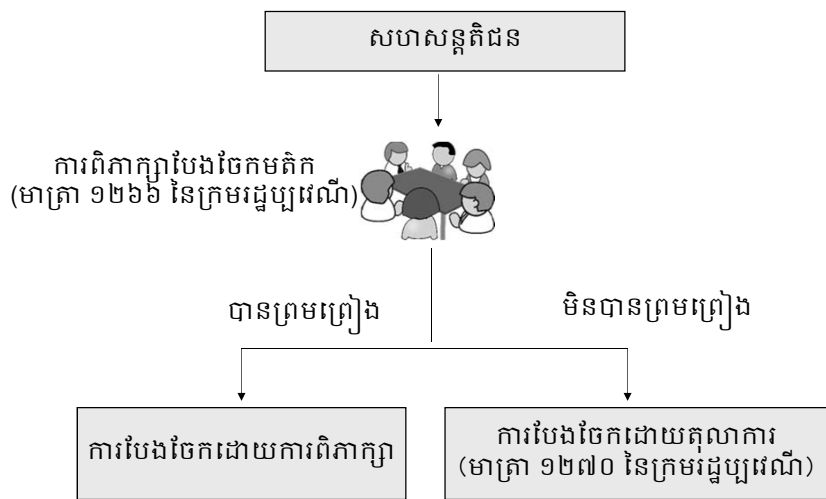 សហសន្តតិជន
ការពិភាក្សាបែងចែកមត៌ក
(មាត្រា ១២៦៦ នៃក្រមរដ្ឋប្បវេណី)
បានព្រមព្រៀង
មិនបានព្រមព្រៀង
ការបែងចែកដោយការពិភាក្សា
ការបែងចែកដោយតុលាការ
(មាត្រា ១២៧០ នៃក្រមរដ្ឋប្បវេណី)